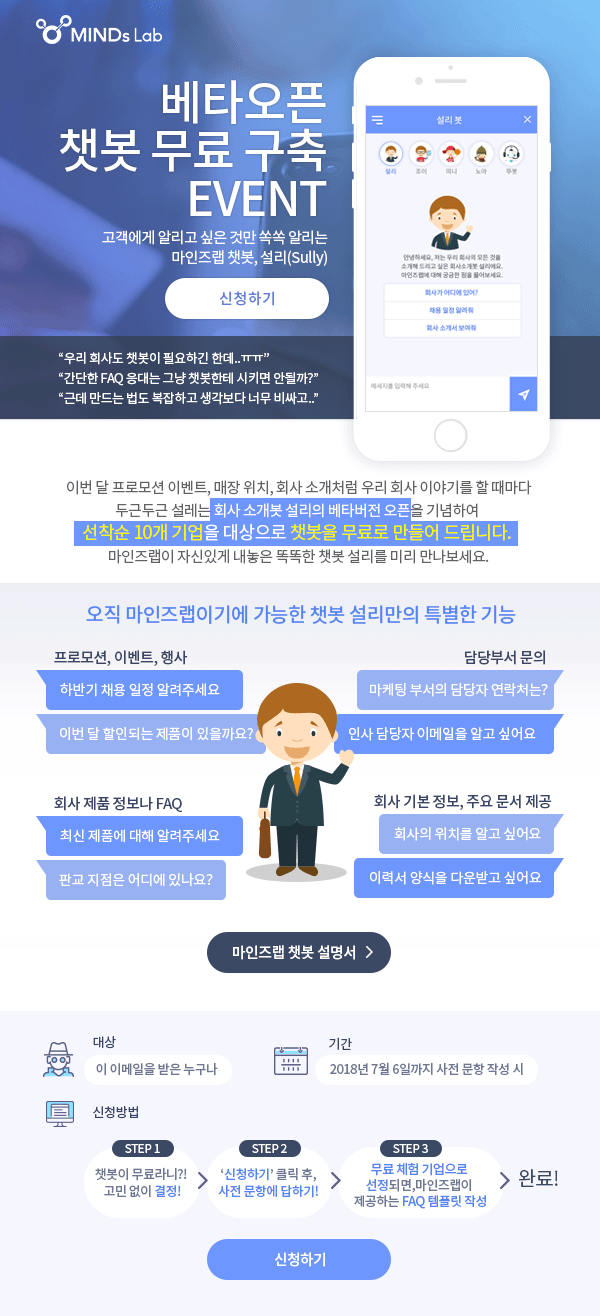 MINDs Lab
베타오픈
챗봇 무료 구축
EVENT
고객에게 알리고 싶은 것만 쏙쏙 알리는
마인즈랩 챗봇, 설리(Sully)
신청하기
“우리 회사도 챗봇이 필요하긴 한데..ㅠㅠ”
“간단한 FAQ 응대는 그냥 챗봇한테 시키면 안될까?”
“근데 만드는 법도 복잡하고 생각보다 너무 비싸고..”
설리 봇
설리 조이 미니 노아 뚜봇
안녕하세요, 저는 우리 회사의 모든 것을
소개해 드리고 싶은 회사소개봇 설리에요.
마인즈랩에 대해 궁금한 점을 물어보세요.
회사가 어디에 있어?
채용 일정 알려줘
회사 소개서 보여줘
메세지를 입력해 주세요
이번 달 프로모션 이벤트, 매장 위치, 회사 소개처럼 우리 회사 이야기를 할 때마다
두근두근 설레는 회사 소개봇 설리의 베타버전 오픈을 기념하여
선착순 10개 기업을 대상으로 챗봇을 무료로 만들어 드립니다.
마인즈랩이 자신있게 내놓은 똑똑한 챗봇 설리를 미리 만나보세요.
오직 마인즈랩이기에 가능한 챗봇 설리만의 특별한 기능
프로모션, 이벤트, 행사
하반기 채용 일정 알려주세요
이번 달 할인되는 제품이 있을까요?
담당부서 문의
마케팅 부서의 담당자 연락처는?
인사 담당자 이메일을 알고 싶어요
회사 제품 정보나 FAQ
최신 제품에 대해 알려주세요
판교 지점은 어디에 있나요?
회사 기본 정보, 주요 문서 제공
회사의 위치를 알고 싶어요
이력서 양식을 다운받고 싶어요
마인즈랩 챗봇 설명서
대상
이 이메일을 받은 누구나
기간
2018년 7월 6일까지 사전 문항 작성 시
신청방법
STEP 1
챗봇이 무료라니?!
고민 없이 결정!
STEP 2
‘신청하기’ 클릭 후,
사전 문항에 답하기!
STEP 3
무료 체험 기업으로
선정되면,마인즈랩이
제공하는 FAQ 템플릿 작성
완료!
신청하기